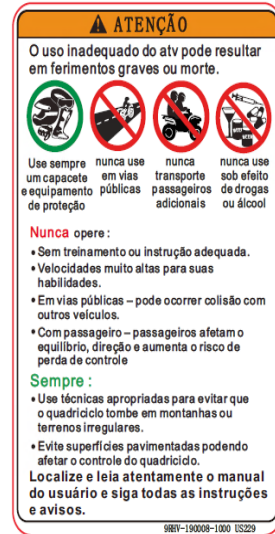 ATENÇÃO
O uso inadequado do atv pode resultar
em ferimentos graves ou morte.
Use sempre
um capacete
e equipamento
de proteção
nunca use
em vias
públicas
nunca
transporte
passageiros
adicionais
nunca use
sob efeito
de drogas
ou álcool
Nunca opere :
• Sem treinamento ou instrução adequada.
• Velocidades muito altas para suas
habilidades.
• Em vias públicas – pode ocorrer colisão com
outros veículos.
• Com passageiro – passageiros afetam o
equilíbrio, direção e aumenta o risco de
perda de controle
Sempre :
• Use técnicas apropriadas para evitar que
o quadriciclo tombe em montanhas ou
terrenos irregulares.
• Evite superfícies pavimentadas podendo
afetar o controle do quadriciclo.
Localize e leia atentamente o manual
do usuário e siga todas as instruções
e avisos.
9RHV-190008-1000 US229